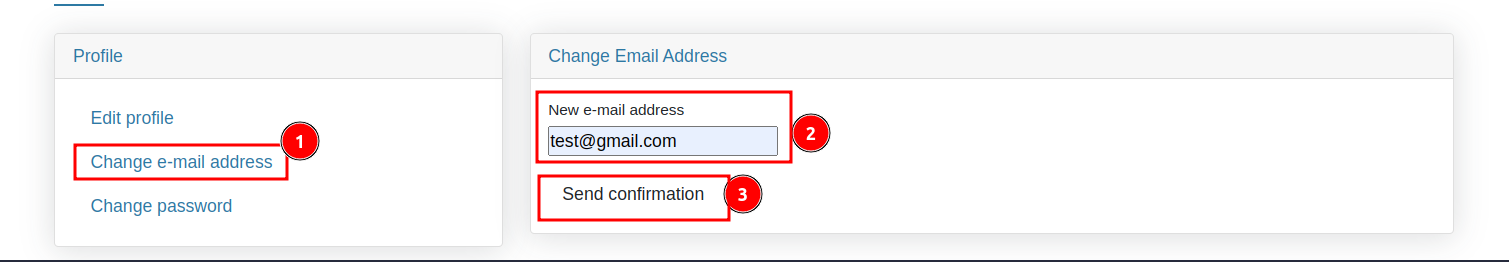 Profile
Edit profile
1
Change e-mail address
Change password
Change Email Address
New e-mail address
test@gmail.com
2
Send confirmation
3